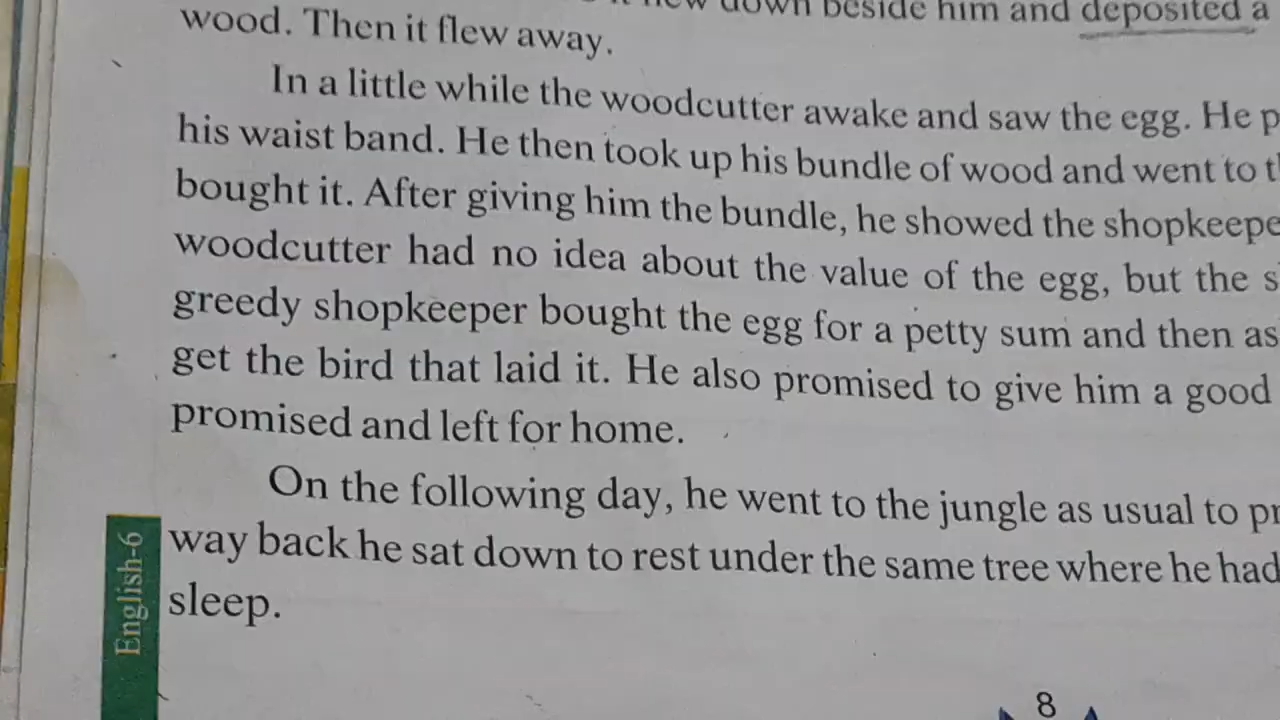 down beside him and deposited a
wood. Then it flew away.
In a little while the woodcutter awake and saw the egg. He
his waist band. He then took up his bundle of wood and went to
bought it. After giving him the bundle, he showed the
woodcutter had no idea about the value of the egg, but the
greedy shopkeeper bought the egg for a petty sum and then
get the bird that laid it. He also promised to give him a good
promised and left for home.
On the following day, he went to the jungle as usual to
way back he sat down to rest under the same tree where he had
sleep.
English-6
8